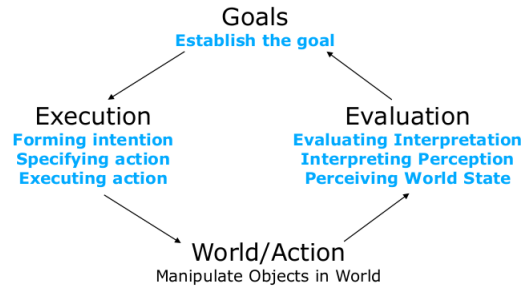 Goals
Establish the goal
Execution
Forming intention
Specifying action
Executing action
Evaluation
Evaluating Interpretation
Interpreting Perception
Perceiving World State
World/Action
Manipulate Objects in World